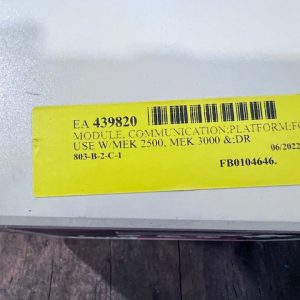 EA 439820
MODULE, COMMUNICATION;PLATFORM;FO
USE W/MEK 2500, MEK 3000 &;DR
803-B-2-C-1 06/2022
FB0104646.